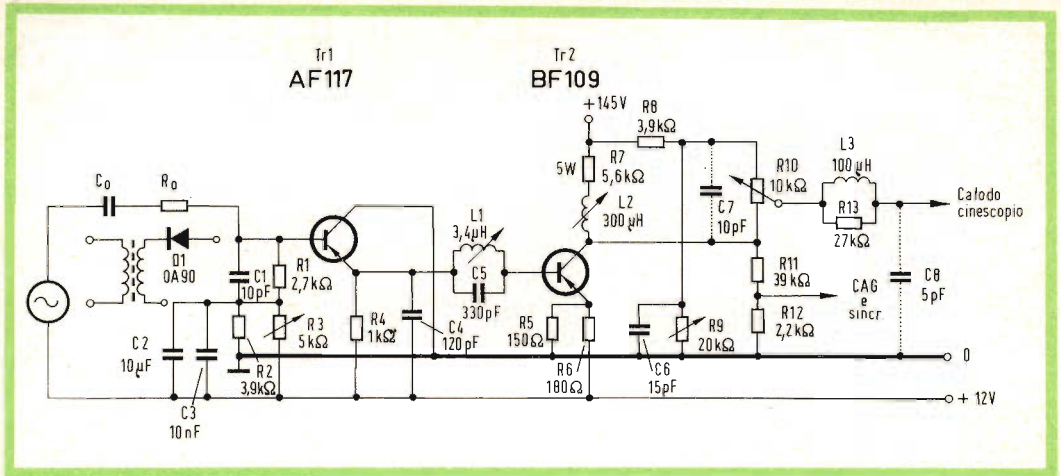 Tr1
AF117
Tr2
BF109
+145V
R8
3,9kΩ
5W
R7
5,6kΩ
L2
300µH
C7
10pF
R10
10kΩ
L3
100µH
R13
27kΩ
Catodo
cinescopio
Co
Ro
D1
OA90
C1
10pF
R1
2,7kΩ
L1
3,4µH
C5
330pF
R11
39kΩ
CAG
e
sincr.
C8
5pF
C2
10µF
C3
10nF
R2
3,9kΩ
R3
5kΩ
R4
1kΩ
C4
120pF
R5
150Ω
R6
180Ω
C6
15pF
R9
20kΩ
R12
2,2kΩ
0
+ 12V